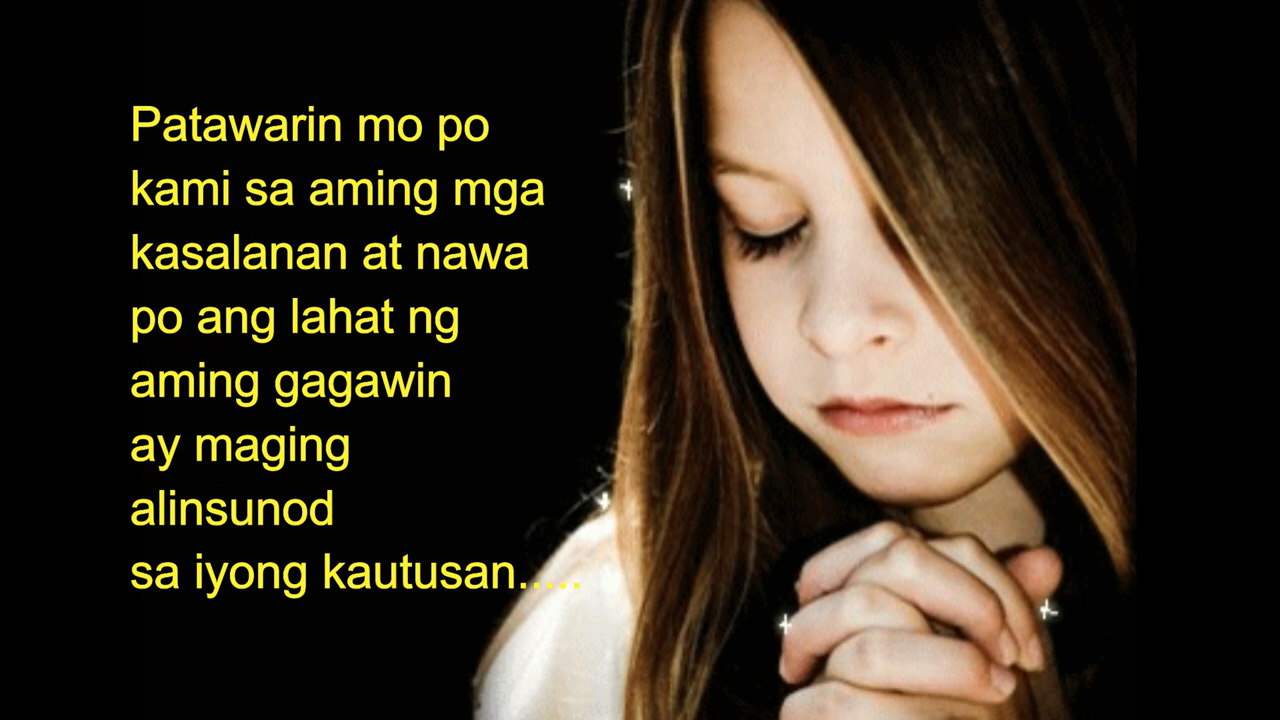 Patawarin mo po
kami sa aming mga
kasalanan at nawa
po ang lahat ng
aming gagawin
ay maging
alinsunod
sa iyong kautusan.....